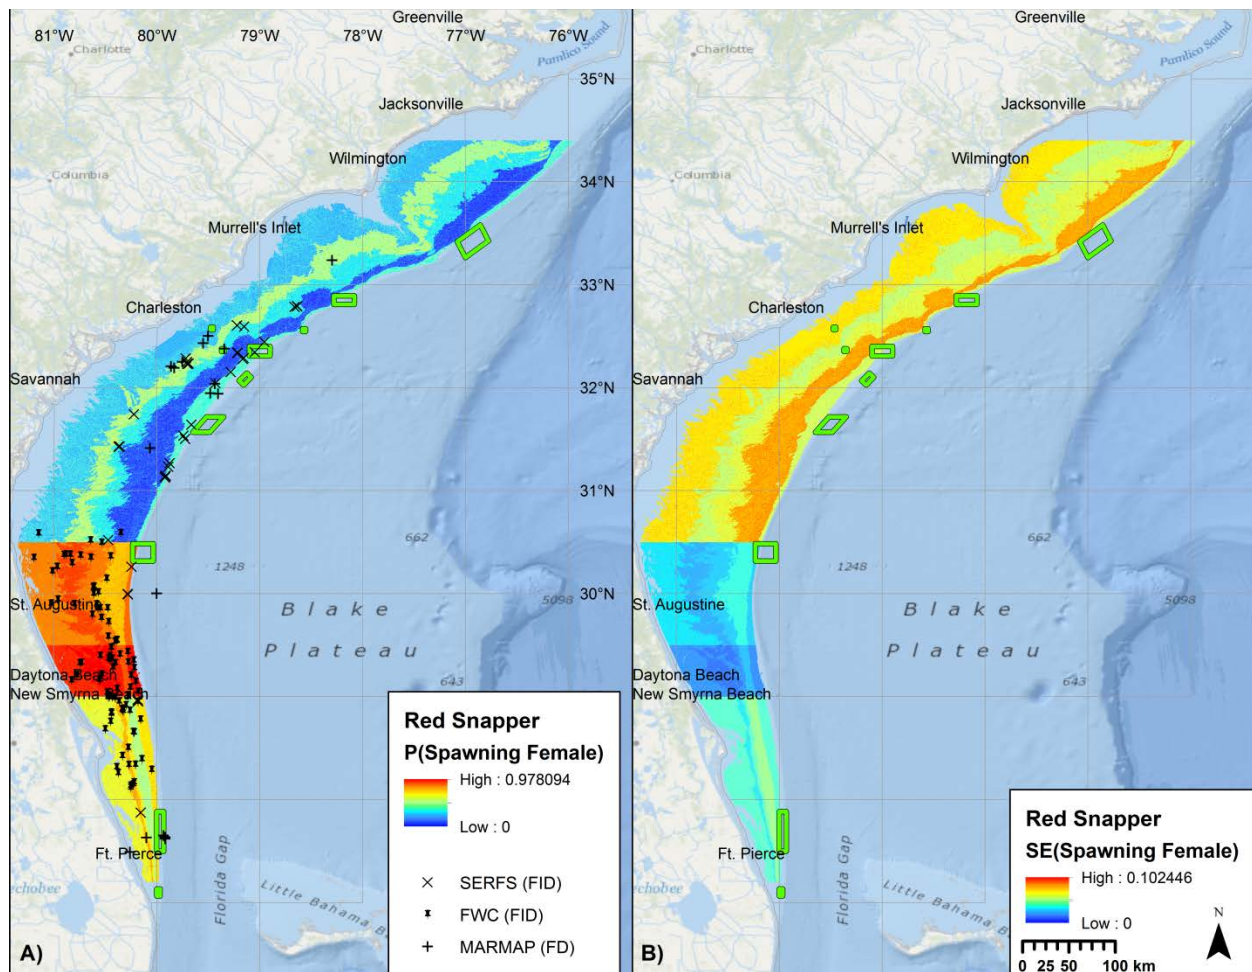 Greenville
81°W 80°W 79°W 78°W 77°W 76°W
Charlotte
Pamlico Sound
35°N
Jacksonville
Wilmington
Columbia
34°N
Murrell's Inlet
33°N
Charleston
Savannah
32°N
31°N
662
1248
30°N
St. Augustine
Blake
Plateau
5098
Daytona Beach
New Smyrna Beach
643
Red Snapper
P(Spawning Female)
High : 0.978094
Low : 0
Ft. Pierce
Florida Gap
Little Bahama B
echobee
SERFS (FID)
FWC (FID)
MARMAP (FD)
A)
Greenville
Charlotte
Pamlico Sound
Jacksonville
Wilmington
Columbia
Murrell's Inlet
Charleston
Savannah
662
1248
St. Augustine
Blake
Plateau
5098
Daytona Beach
New Smyrna Beach
643
Ft. Pierce
Florida Gap
Little Bahama B
echobee
Red Snapper
SE(Spawning Female)
High : 0.102446
Low : 0
N
0 25 50 100 km
B)